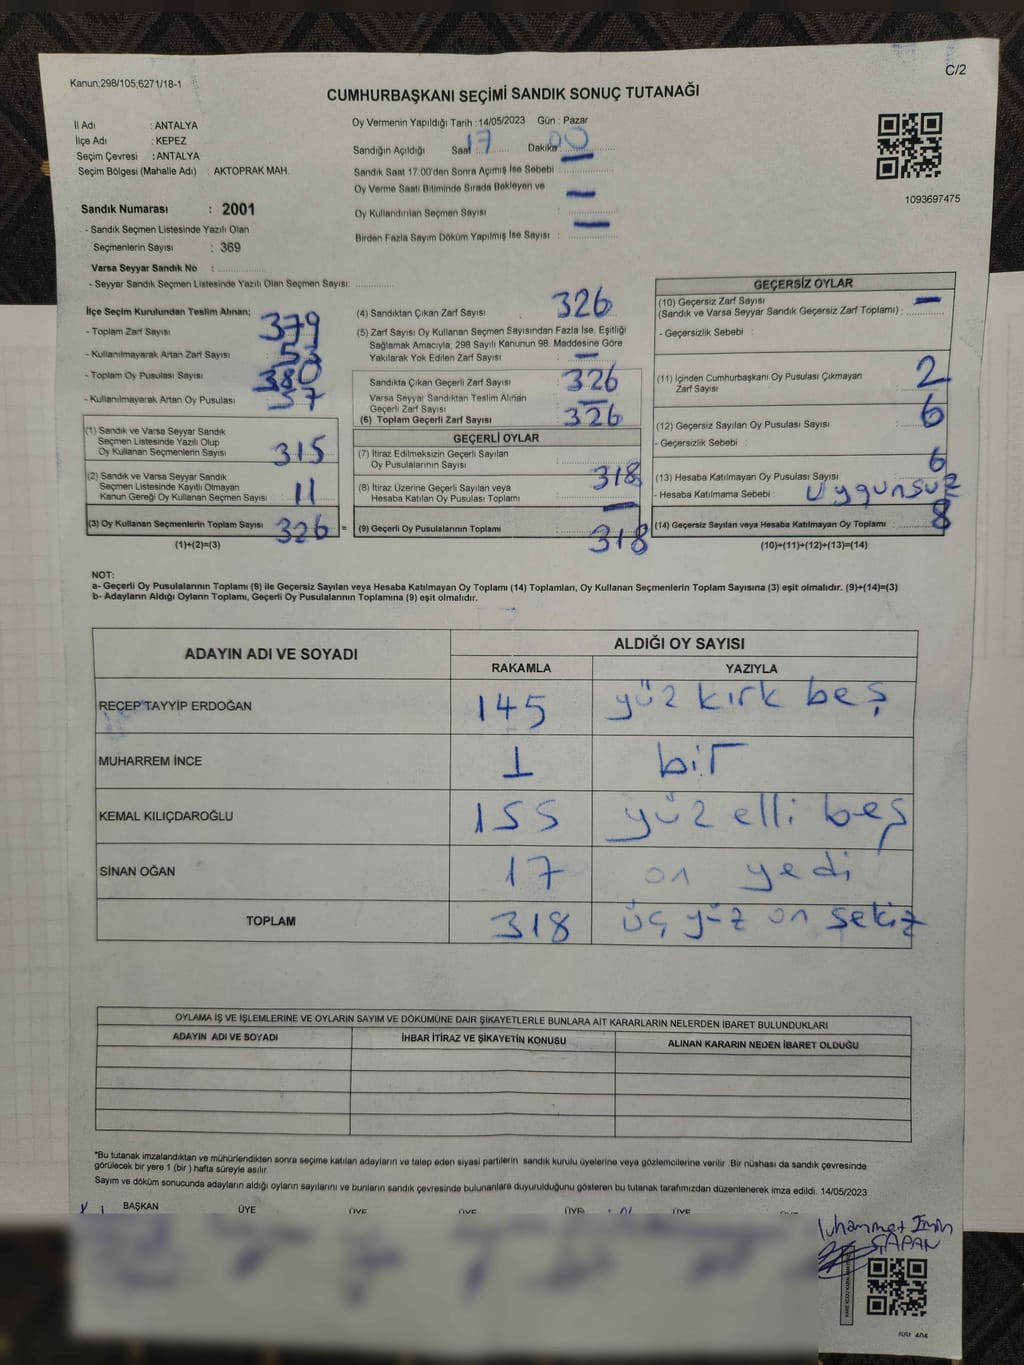 Kanun;298/105;6271/18-1
C/2
CUMHURBAŞKANI SEÇİMİ SANDIK SONUÇ TUTANAĞI
İl Adı : ANTALYA
İlçe Adı : KEPEZ
Seçim Çevresi : ANTALYA
Seçim Bölgesi (Mahalle Adı) : AKTOPRAK MAH.
Sandık Numarası : 2001
- Sandık Seçmen Listesinde Yazılı Olan
Seçmenlerin Sayısı : 369
Varsa Seyyar Sandık No : ..............
- Seyyar Sandık Seçmen Listesinde Yazılı Olan Seçmen Sayısı: ............
Oy Vermenin Yapıldığı Tarih :14/05/2023 Gün : Pazar
Sandığın Açıldığı Saat 17 Dakika 00
Sandık Saat 17:00'den Sonra Açımış İse Sebebi : —
Oy Verme Saati Bitiminde Sırada Bekleyen ve
Oy Kullandırılan Seçmen Sayısı —
Birden Fazla Sayım Döküm Yapılmış İse Sayısı : —
1093697475
İlçe Seçim Kurulundan Teslim Alınan;
- Toplam Zarf Sayısı 379
- Kullanılmayarak Artan Zarf Sayısı 53
- Toplam Oy Pusulası Sayısı 380
- Kullanılmayarak Artan Oy Pusulası
(1) Sandık ve Varsa Seyyar Sandık
Seçmen Listesinde Yazılı Olup
Oy Kullanan Seçmenlerin Sayısı 315
(2) Sandık ve Varsa Seyyar Sandık
Seçmen Listesinde Kayıtlı Olmayan
Kanun Gereği Oy Kullanan Seçmen Sayısı : 11
(3) Oy Kullanan Seçmenlerin Toplam Sayısı 326 =
(1)+(2)=(3)
(4) Sandıktan Çıkan Zarf Sayısı 326
(5) Zarf Sayısı Oy Kullanan Seçmen Sayısından Fazla İse, Eşitliği
Sağlamak Amacıyla, 298 Sayılı Kanunun 98. Maddesine Göre
Yakılarak Yok Edilen Zarf Sayısı —
Sandıkta Çıkan Geçerli Zarf Sayısı 326
Varsa Seyyar Sandıktan Teslim Alınan
Geçerli Zarf Sayısı —
(6) Toplam Geçerli Zarf Sayısı 326
GEÇERLİ OYLAR
(7) İtiraz Edilmeksizin Geçerli Sayılan
Oy Pusulalarının Sayısı 318
(8) İtiraz Üzerine Geçerli Sayılan veya
Hesaba Katılan Oy Pusulası Toplamı —
(9) Geçerli Oy Pusulalarının Toplamı 318
GEÇERSİZ OYLAR
(10) Geçersiz Zarf Sayısı —
(Sandık ve Varsa Seyyar Sandık Geçersiz Zarf Toplamı) :
- Geçersizlik Sebebi :
(11) İçinden Cumhurbaşkanı Oy Pusulası Çıkmayan
Zarf Sayısı 2
(12) Geçersiz Sayılan Oy Pusulası Sayısı : 6
- Geçersizlik Sebebi :
(13) Hesaba Katılmayan Oy Pusulası Sayısı 6
- Hesaba Katılmama Sebebi : Uygunsuz
(14) Geçersiz Sayılan veya Hesaba Katılmayan Oy Toplamı 8
(10)+(11)+(12)+(13)=(14)
NOT:
a- Geçerli Oy Pusulalarının Toplamı (9) ile Geçersiz Sayılan veya Hesaba Katılmayan Oy Toplamı (14) Toplamları, Oy Kullanan Seçmenlerin Toplam Sayısına (3) eşit olmalıdır. (9)+(14)=(3)
b- Adayların Aldığı Oyların Toplamı, Geçerli Oy Pusulalarının Toplamına (9) eşit olmalıdır.
ADAYIN ADI VE SOYADI ALDIĞI OY SAYISI
RAKAMLA YAZIYLA
RECEP TAYYİP ERDOĞAN 145 yüz kırk beş
MUHARREM İNCE 1 bir
KEMAL KILIÇDAROĞLU 155 yüz elli beş
SİNAN OĞAN 17 on yedi
TOPLAM 318 üç yüz on sekiz
OYLAMA İŞ VE İŞLEMLERİNE VE OYLARIN SAYIM VE DÖKÜMÜNE DAİR ŞİKAYETLERLE BUNLARA AİT KARARLARIN NELERDEN İBARET BULUNDUKLARI
ADAYIN ADI VE SOYADI İHBAR İTİRAZ VE ŞİKAYETİN KONUSU ALINAN KARARIN NEDEN İBARET OLDUĞU
*Bu tutanak imzalandıktan ve mühürlendikten sonra seçime katılan adayların ve talep eden siyasi partilerin sandık kurulu üyelerine veya gözlemcilerine verilir. Bir nüshası da sandık çevresinde
görülecek bir yere 1 (bir ) hafta süreyle asılır.
Sayım ve döküm sonucunda adayların aldığı oyların sayılarını ve bunların sandık çevresinde bulunanlara duyurulduğunu gösteren bu tutanak tarafımızdan düzenlenerek imza edildi. 14/05/2023
BAŞKAN ÜYE ÜYE ÜYE ÜYE ÜYE
Muhammet Emin
ÇAPAN